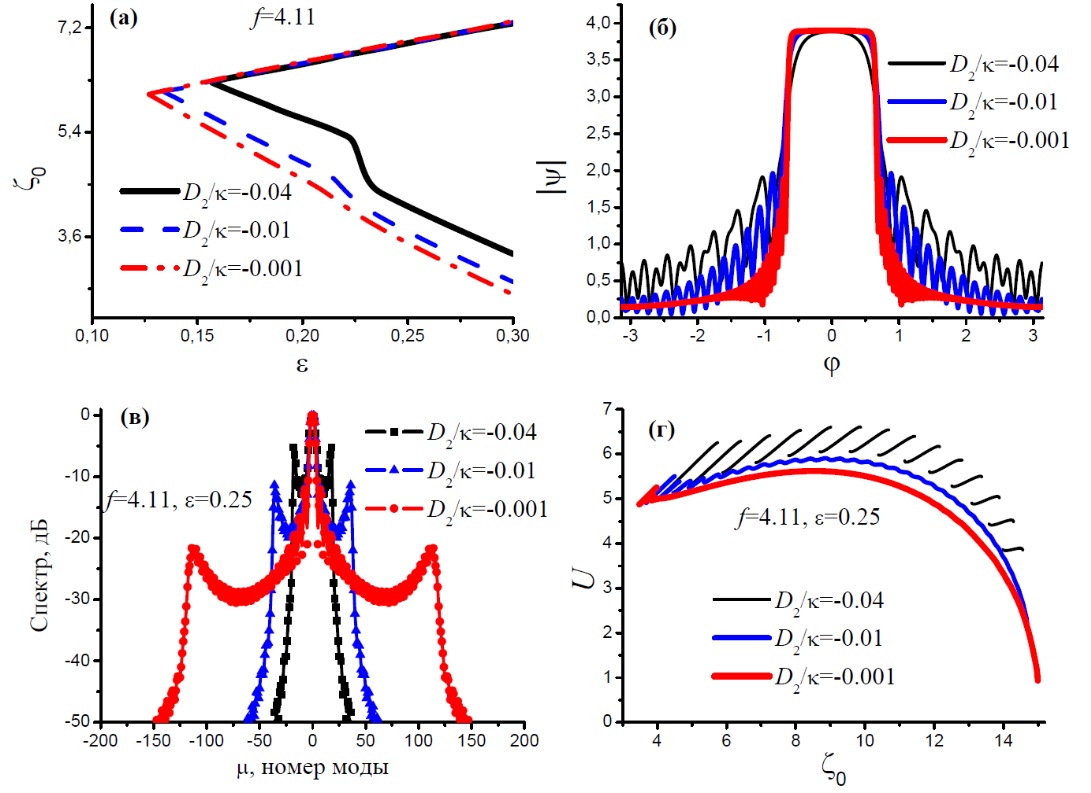 (а)
f=4.11
7,2
5,4
3,6
ζ₀
D₂/κ=-0.04
D₂/κ=-0.01
D₂/κ=-0.001
0,10 0,15 0,20 0,25 0,30
ε
(б)
4,0
3,5
3,0
2,5
2,0
1,5
1,0
0,5
0,0
|ψ|
D₂/κ=-0.04
D₂/κ=-0.01
D₂/κ=-0.001
-3 -2 -1 0 1 2 3
φ
(в)
0
-10
-20
-30
-40
-50
Спектр, дБ
D₂/κ=-0.04
D₂/κ=-0.01
D₂/κ=-0.001
f=4.11, ε=0.25
-200 -150 -100 -50 0 50 100 150 200
μ, номер моды
(г)
7
6
5
4
3
2
1
0
U
f=4.11, ε=0.25
D₂/κ=-0.04
D₂/κ=-0.01
D₂/κ=-0.001
4 6 8 10 12 14
ζ₀